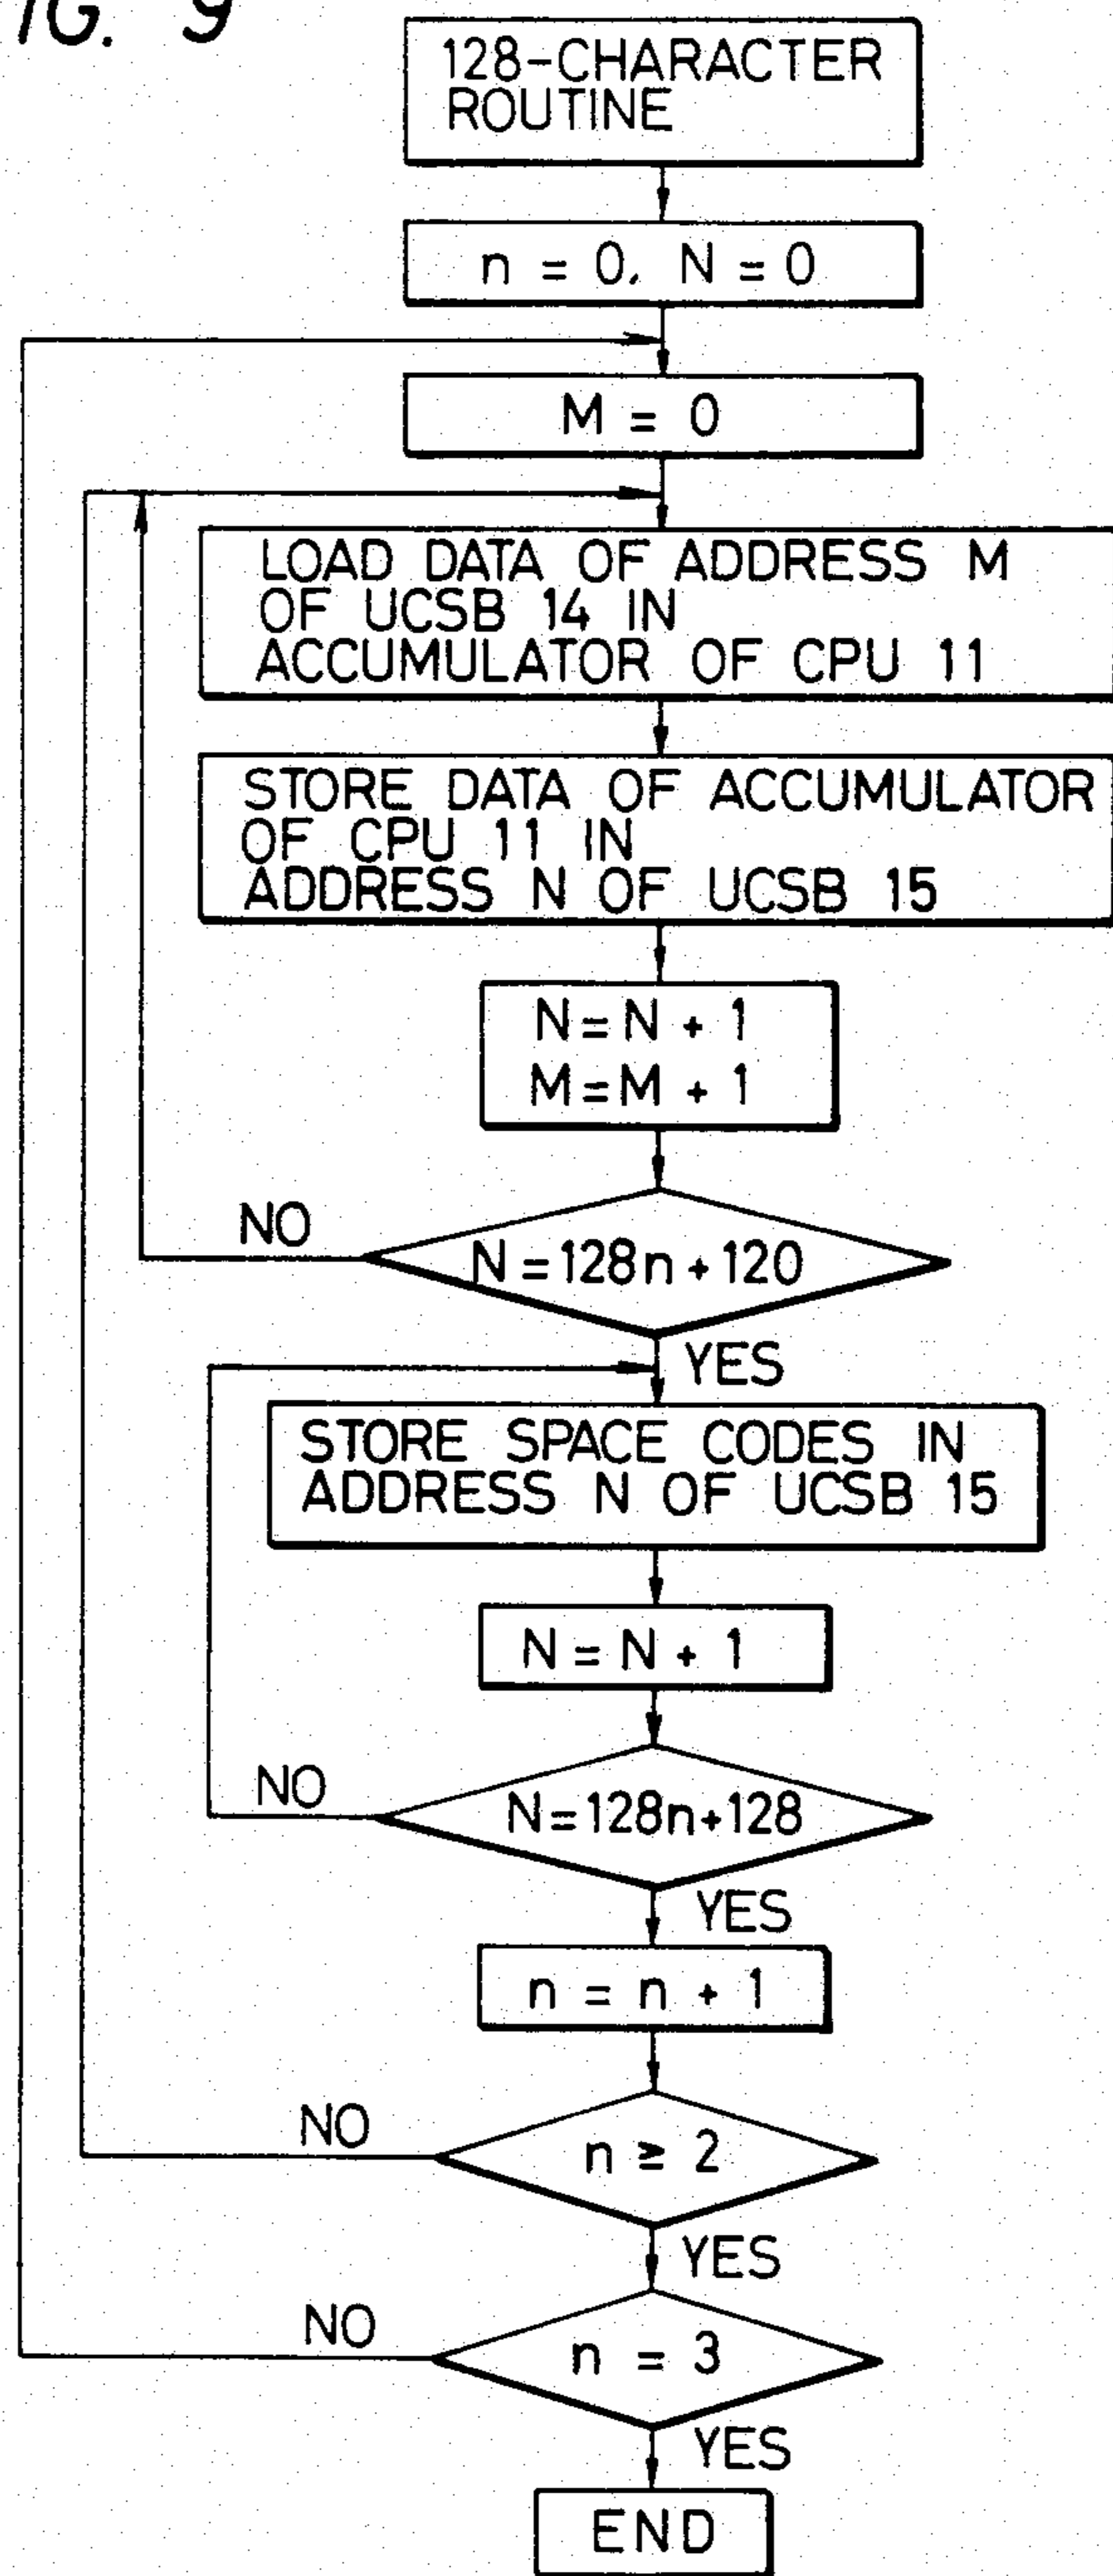 IG. 9
128-CHARACTER
ROUTINE
n = 0, N = 0
M = 0
LOAD DATA OF ADDRESS M
OF UCSB 14 IN
ACCUMULATOR OF CPU 11
STORE DATA OF ACCUMULATOR
OF CPU 11 IN
ADDRESS N OF UCSB 15
N = N + 1
M = M + 1
NO
N = 128n + 120
YES
STORE SPACE CODES IN
ADDRESS N OF UCSB 15
N = N + 1
NO
N = 128n + 128
YES
n = n + 1
NO
n ≥ 2
YES
NO
n = 3
YES
END